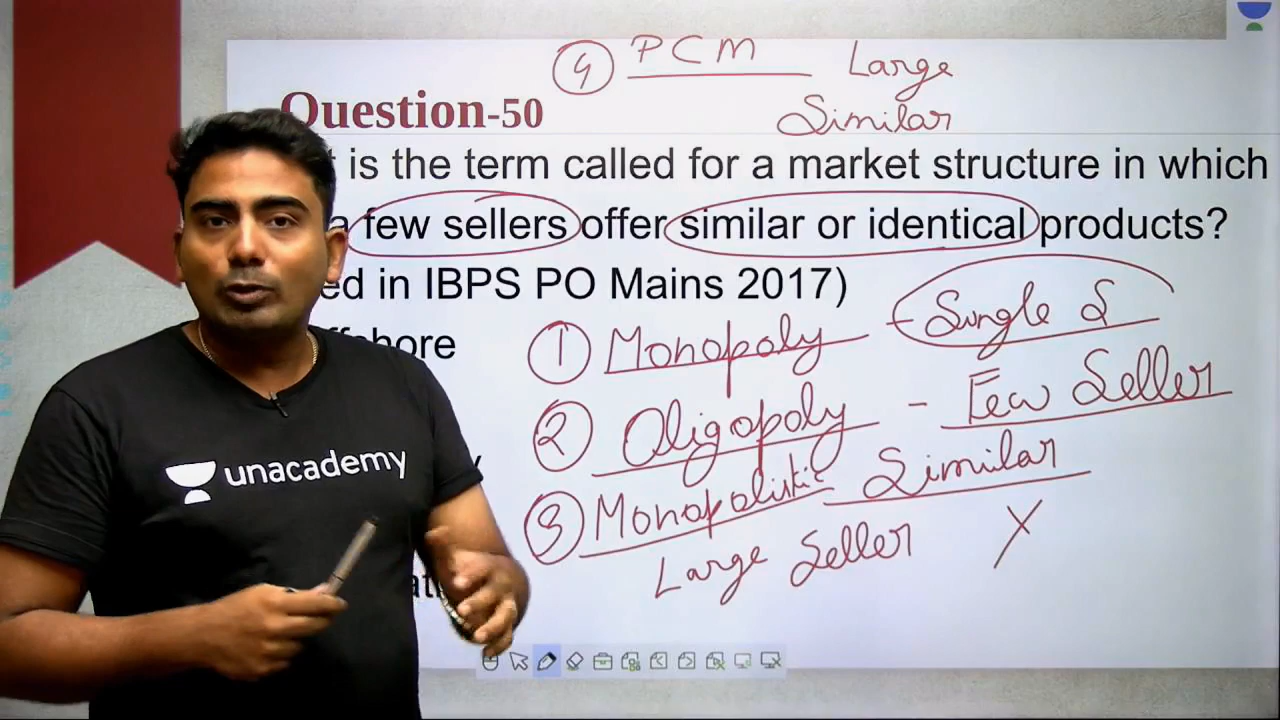 ④ PCM Large
Similar
Question-50
is the term called for a market structure in which
a few sellers offer similar or identical products?
ed in IBPS PO Mains 2017)
① Monopoly - Single S
ffshore
② Oligopoly - Few Seller
Similar
③ Monopolistic
Large Seller X
unacademy